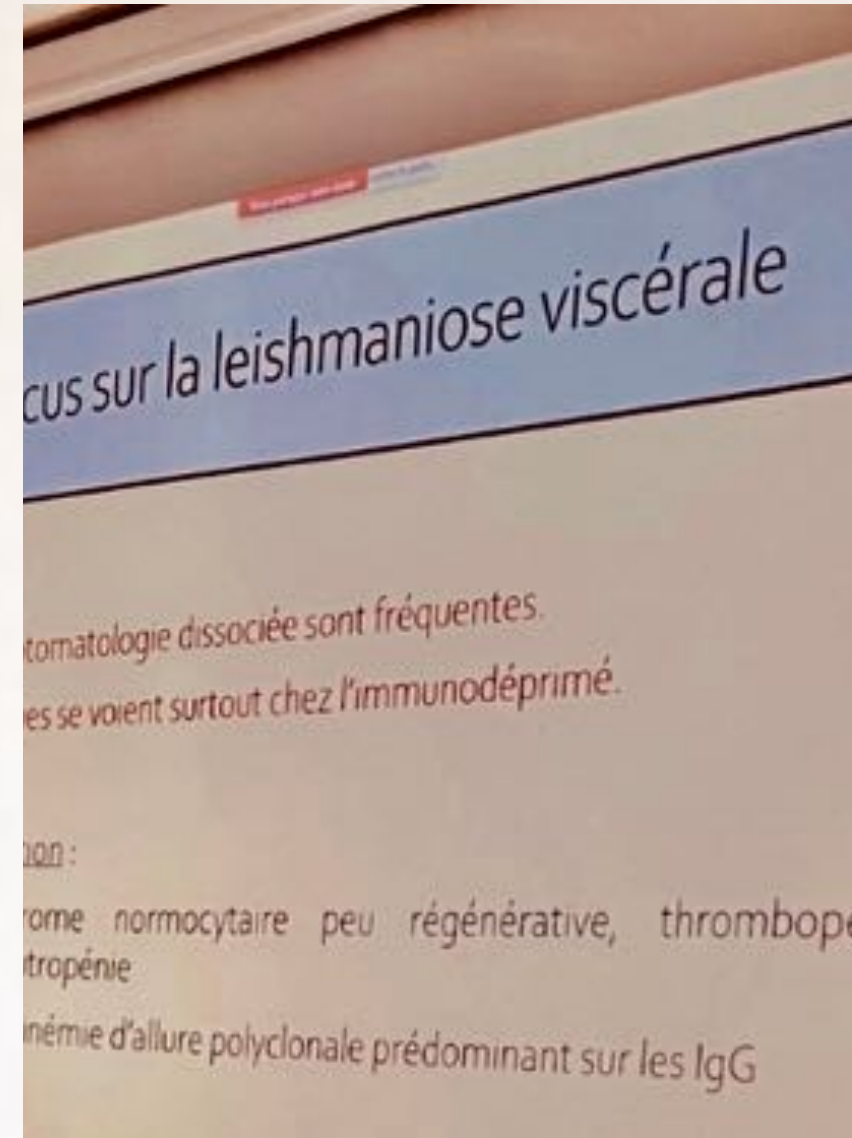 cus sur la leishmaniose viscérale
tomatologie dissociée sont fréquentes.
es se voient surtout chez l'immunodéprimé.
ion :
rome normocytaire peu régénérative, thrombopé
tropénie
némie d'allure polyclonale prédominant sur les IgG